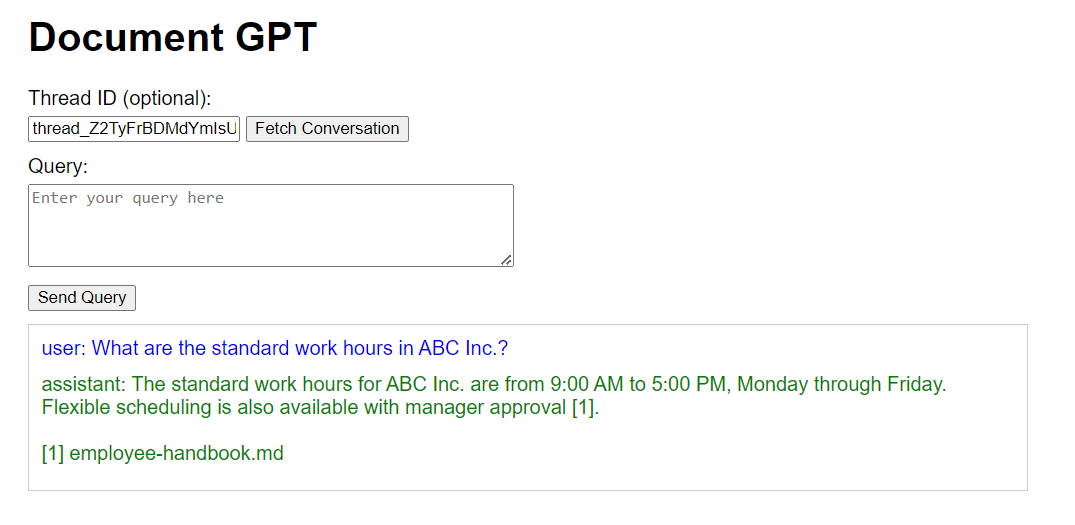 Document GPT
Thread ID (optional):
thread_Z2TyFrBDMdYmIsU Fetch Conversation
Query:
Enter your query here
Send Query
user: What are the standard work hours in ABC Inc.?
assistant: The standard work hours for ABC Inc. are from 9:00 AM to 5:00 PM, Monday through Friday.
Flexible scheduling is also available with manager approval [1].
[1] employee-handbook.md